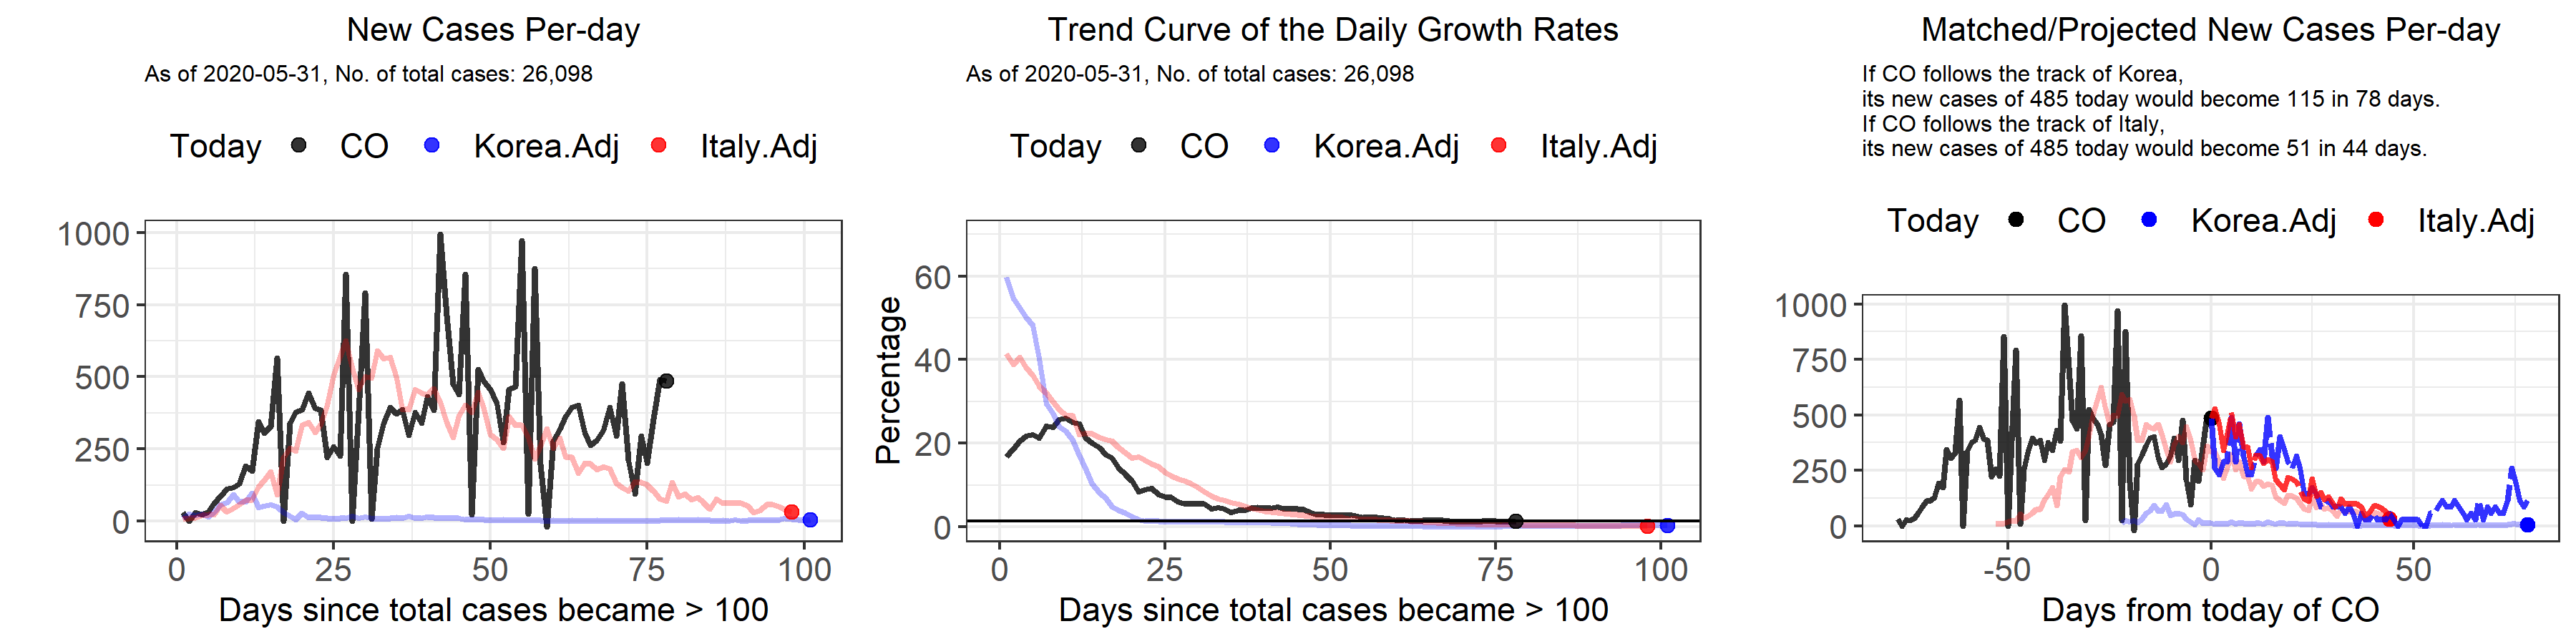 New Cases Per-day
As of 2020-05-31, No. of total cases: 26,098
Today CO Korea.Adj Italy.Adj
1000
750
500
250
0
0 25 50 75 100
Days since total cases became > 100
Trend Curve of the Daily Growth Rates
As of 2020-05-31, No. of total cases: 26,098
Today CO Korea.Adj Italy.Adj
Percentage
60
40
20
0
0 25 50 75 100
Days since total cases became > 100
Matched/Projected New Cases Per-day
If CO follows the track of Korea,
its new cases of 485 today would become 115 in 78 days.
If CO follows the track of Italy,
its new cases of 485 today would become 51 in 44 days.
Today CO Korea.Adj Italy.Adj
1000
750
500
250
0
-50 0 50
Days from today of CO